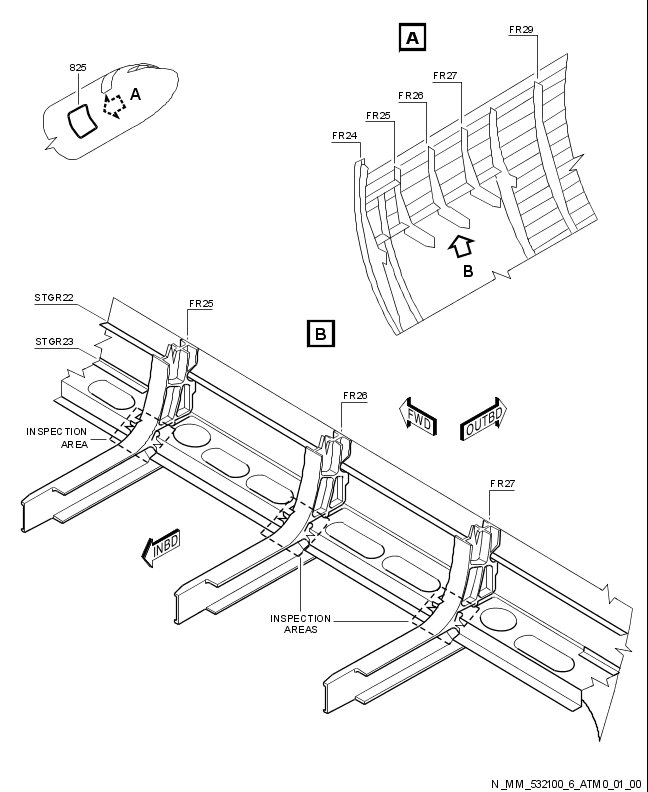 825
A
A
FR29
FR27
FR26
FR25
FR24
B
STGR22
STGR23
FR25
B
FR26
FWD
OUTBD
INSPECTION
AREA
FR27
INBD
INSPECTION
AREAS
N_MM_532100_6_ATM0_01_00